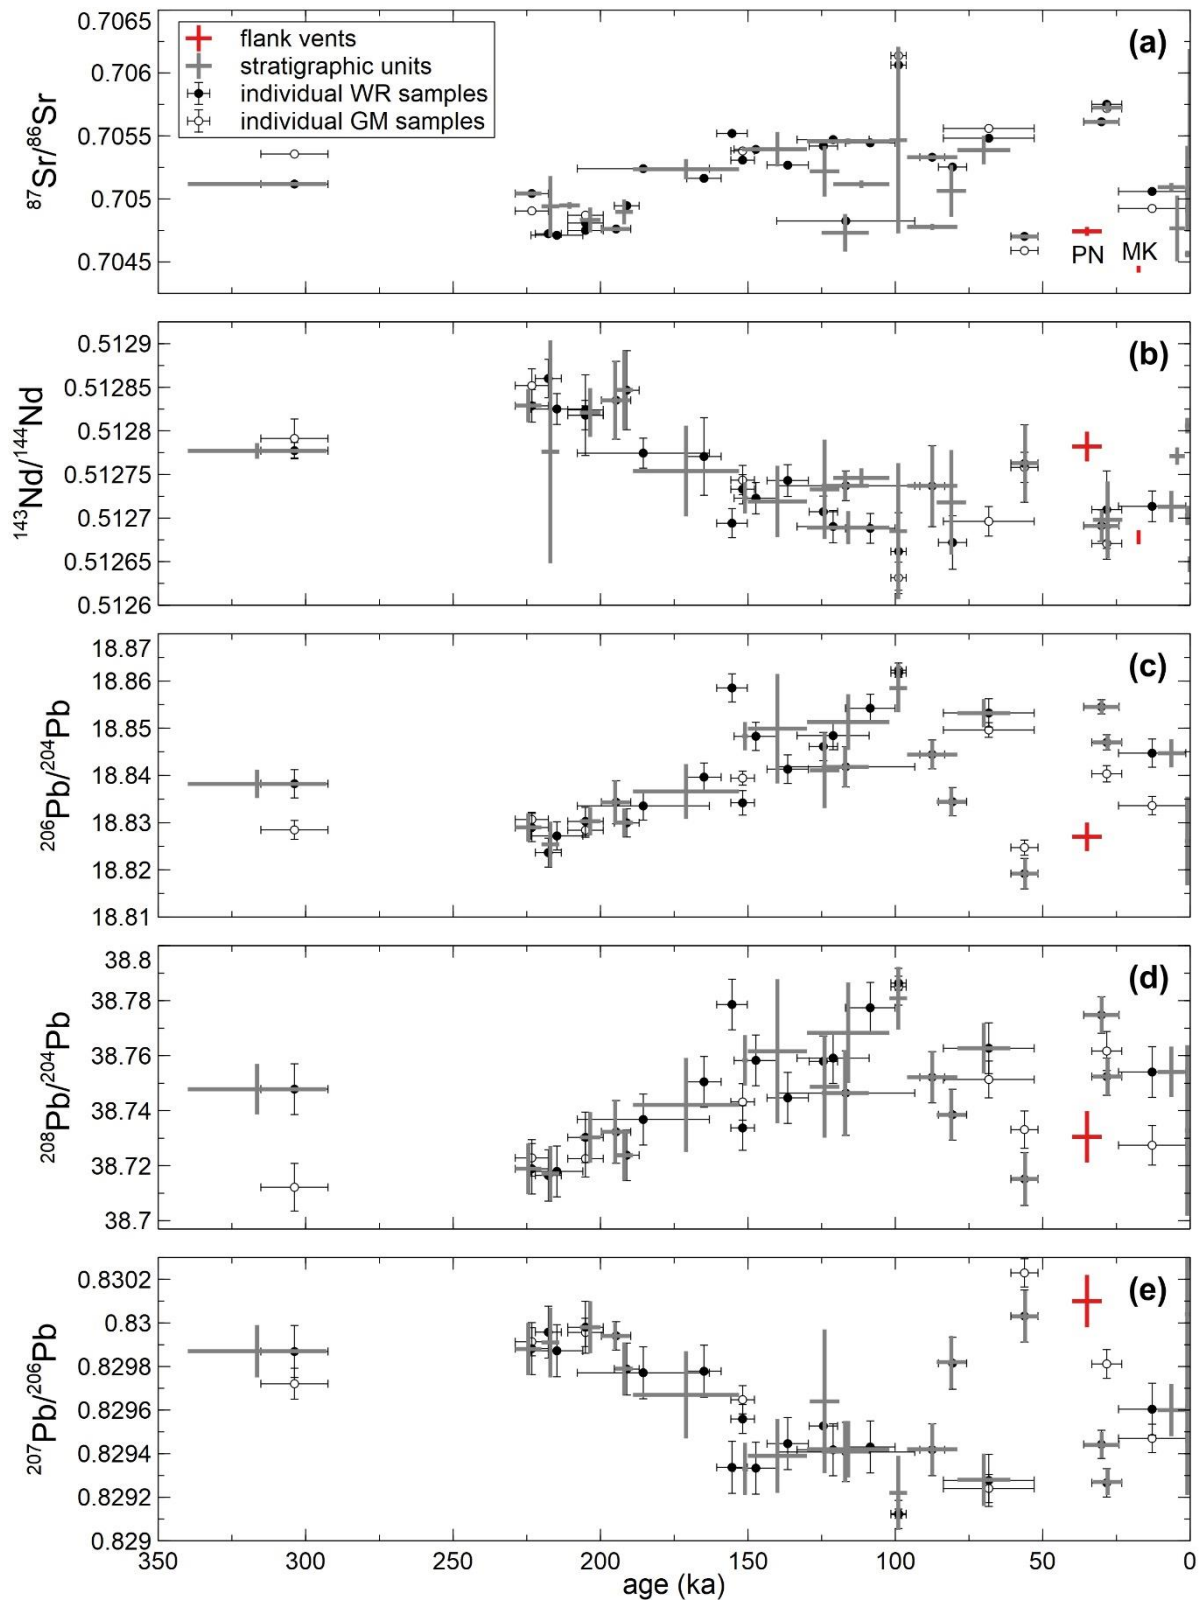 (a)
flank vents
stratigraphic units
individual WR samples
individual GM samples
⁸⁷Sr/⁸⁶Sr
0.7065
0.706
0.7055
0.705
0.7045
PN MK
(b)
¹⁴³Nd/¹⁴⁴Nd
0.5129
0.51285
0.5128
0.51275
0.5127
0.51265
0.5126
(c)
²⁰⁶Pb/²⁰⁴Pb
18.87
18.86
18.85
18.84
18.83
18.82
18.81
(d)
²⁰⁸Pb/²⁰⁴Pb
38.8
38.78
38.76
38.74
38.72
38.7
(e)
²⁰⁷Pb/²⁰⁶Pb
0.8302
0.83
0.8298
0.8296
0.8294
0.8292
0.829
350 300 250 200 150 100 50 0
age (ka)